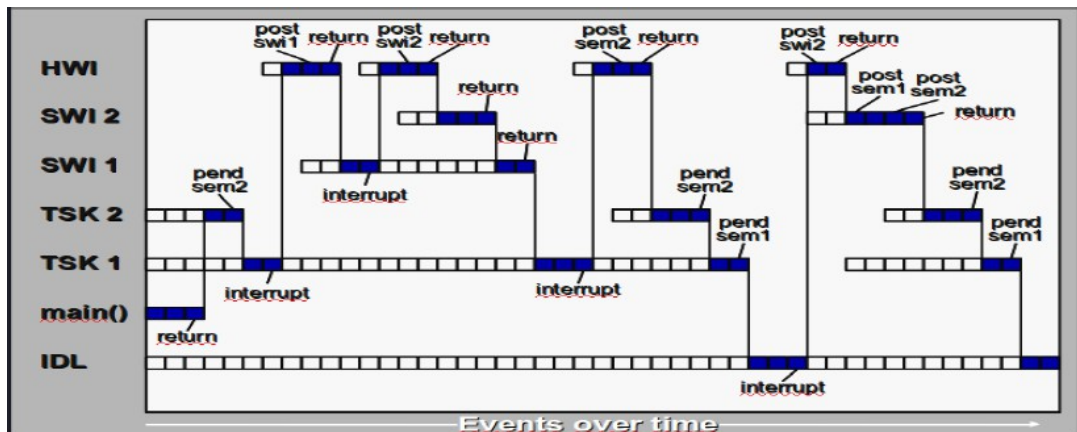 post
swi1 return
post
swi2 return
post
sem2 return
post
swi2 return
HWI
post
sem1
post
sem2
SWI 2
return
return
SWI 1
return
interrupt
pend
sem2
pend
sem2
pend
sem2
TSK 2
pend
sem1
pend
sem1
TSK 1
interrupt
interrupt
main()
return
IDL
interrupt
Events over time